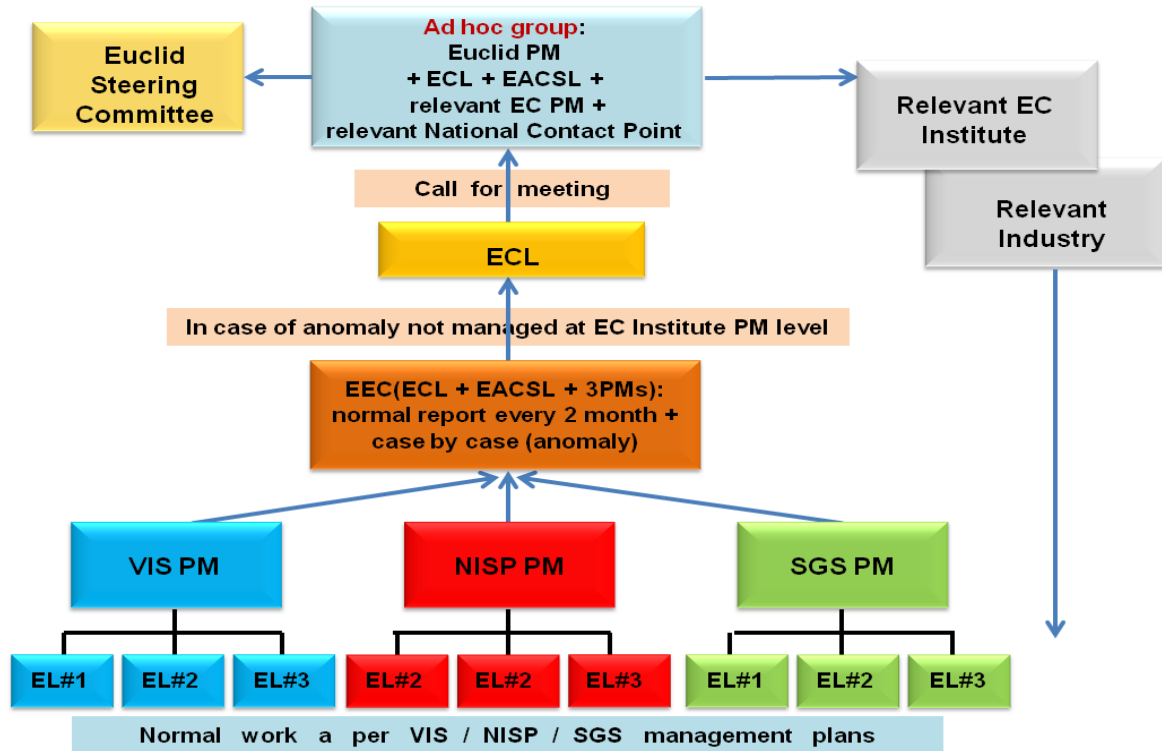 Euclid
Steering
Committee
Ad hoc group:
Euclid PM
+ ECL + EACSL +
relevant EC PM +
relevant National Contact Point
Relevant EC
Institute
Relevant
Industry
Call for meeting
ECL
In case of anomaly not managed at EC Institute PM level
EEC(ECL + EACSL + 3PMs):
normal report every 2 month +
case by case (anomaly)
VIS PM
NISP PM
SGS PM
EL#1
EL#2
EL#3
EL#2
EL#2
EL#3
EL#1
EL#2
EL#3
Normal work a per VIS / NISP / SGS management plans